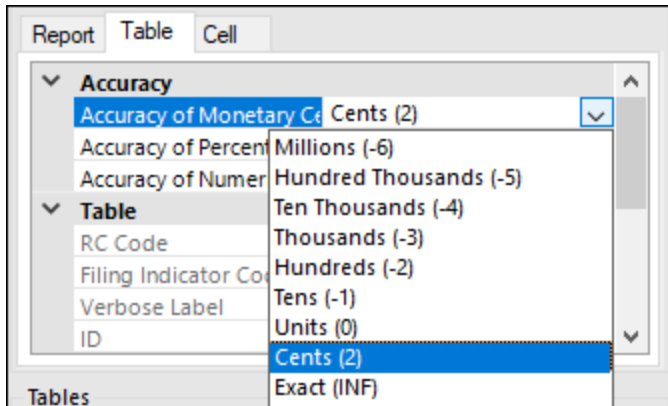 Report Table Cell
Accuracy
Accuracy of Monetary Ce Cents (2)
Accuracy of Percent Millions (-6)
Accuracy of Numer Hundred Thousands (-5)
Table Ten Thousands (-4)
RC Code Thousands (-3)
Filing Indicator Co Hundreds (-2)
Verbose Label Tens (-1)
ID Units (0)
Cents (2)
Tables Exact (INF)